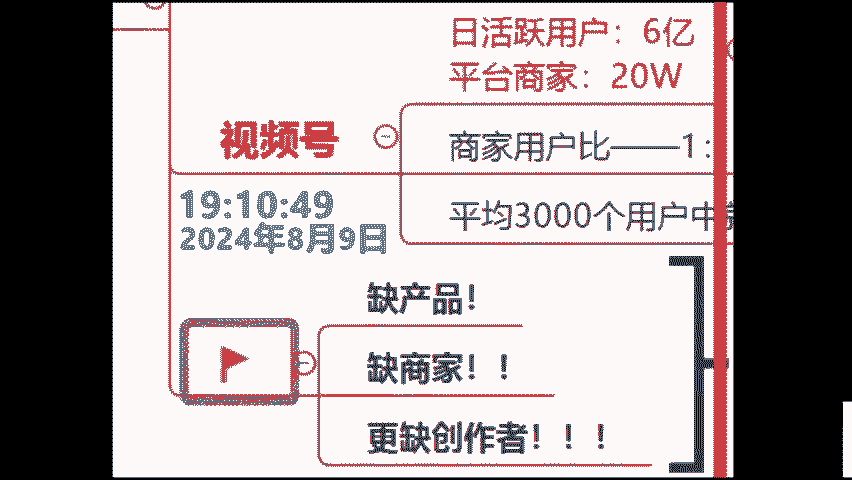 日活跃用户：6亿
平台商家：20W
视频号
商家用户比——1：
平均3000个用户中
19:10:49
2024年8月9日
缺产品！
缺商家！！
更缺创作者！！！